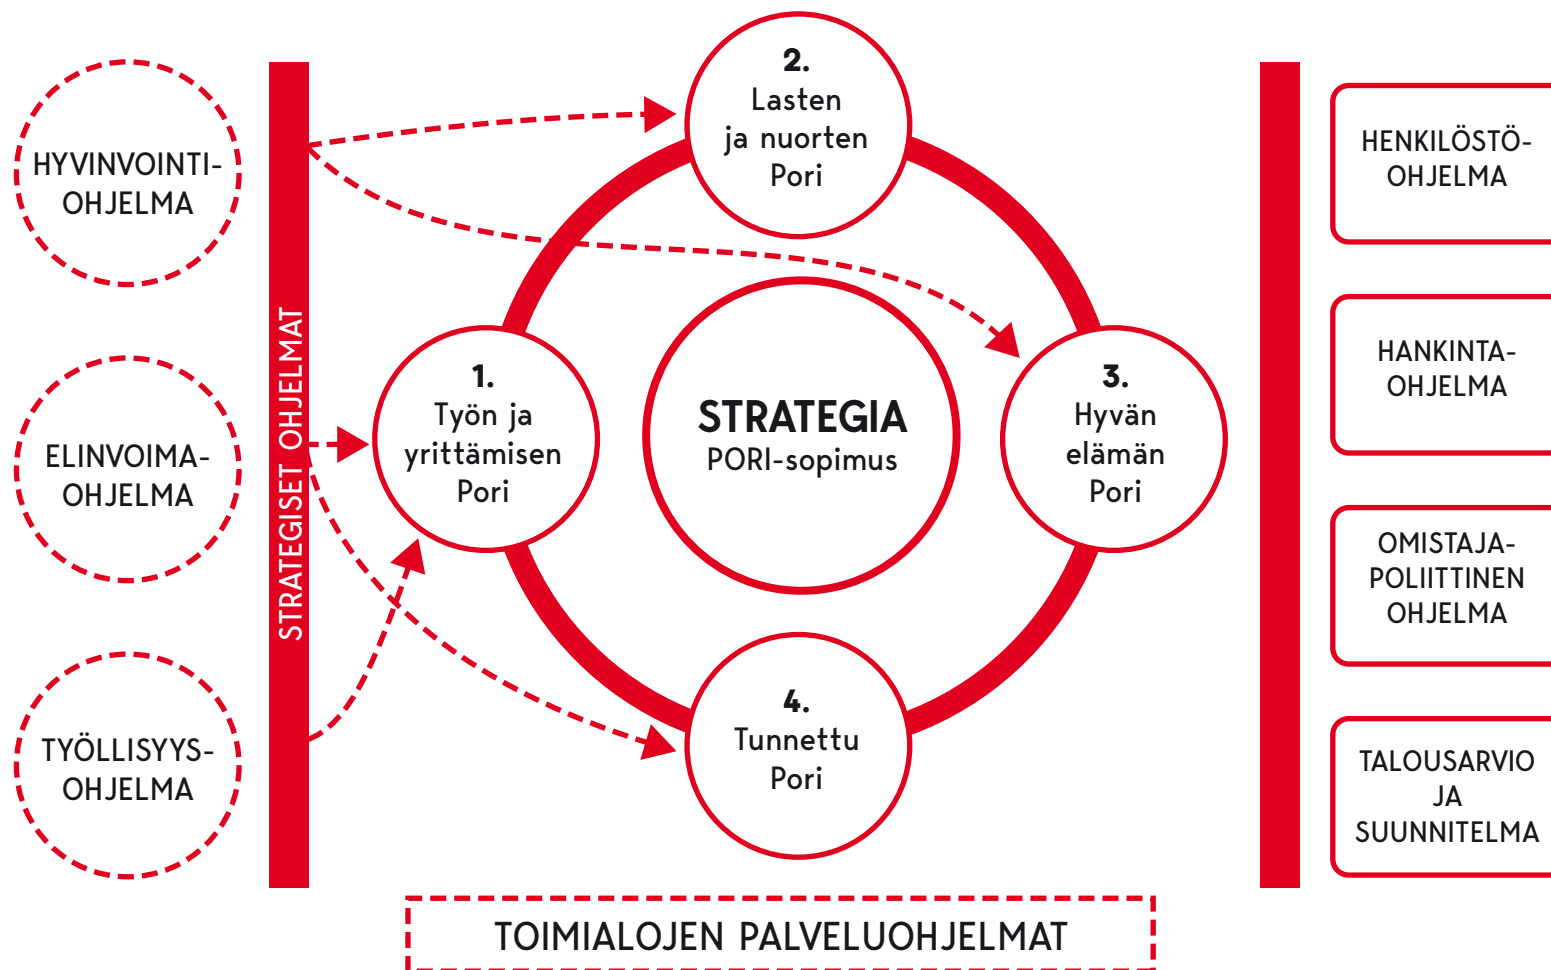 HYVINVOINTI-
OHJELMA
ELINVOIMA-
OHJELMA
TYÖLLISYYS-
OHJELMA
STRATEGISET OHJELMAT
2.
Lasten
ja nuorten
Pori
1.
Työn ja
yrittämisen
Pori
STRATEGIA
PORI-sopimus
3.
Hyvän
elämän
Pori
4.
Tunnettu
Pori
HENKILÖSTÖ-
OHJELMA
HANKINTA-
OHJELMA
OMISTAJA-
POLIITTINEN
OHJELMA
TALOUSARVIO
JA
SUUNNITELMA
TOIMIALOJEN PALVELUOHJELMAT